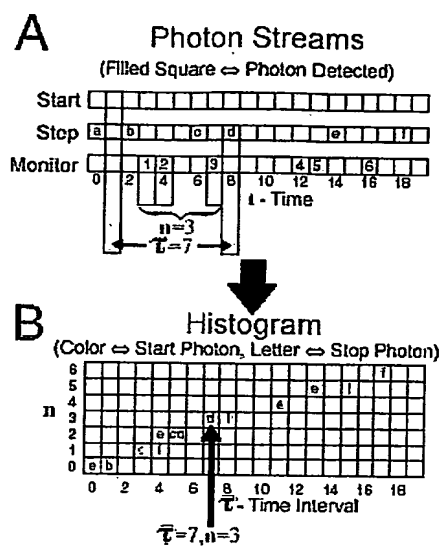 A
Photon Streams
(Filled Square ⇔ Photon Detected)
Start
Stop a b c d e f
Monitor 1 2 3 4 5 6
0 2 4 6 8 10 12 14 16 18
t - Time
n=3
τ̄=7
B
Histogram
(Color ⇔ Start Photon, Letter ⇔ Stop Photon)
6 f
5 e
n 4 e
3 d
2 e
1
0 e b
0 2 4 6 8 10 12 14 16 18
τ̄ - Time Interval
τ̄=7,n=3